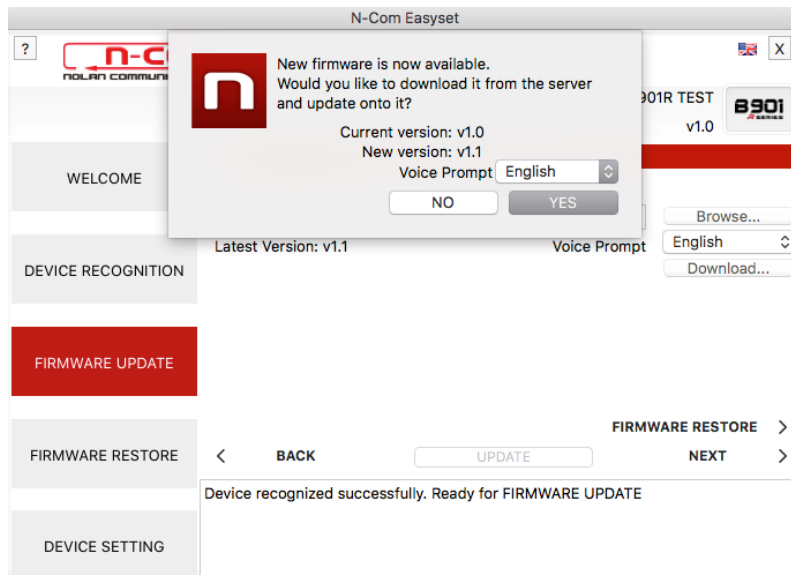 N-Com Easyset
?
n-c
NOLAN COMMUNI
X
New firmware is now available.
Would you like to download it from the server
and update onto it?
Current version: v1.0
New version: v1.1
Voice Prompt English
NO YES
901R TEST
v1.0
B901
R SERIES
WELCOME
Browse...
Latest Version: v1.1 Voice Prompt English
Download...
DEVICE RECOGNITION
FIRMWARE UPDATE
FIRMWARE RESTORE >
FIRMWARE RESTORE
< BACK UPDATE NEXT >
Device recognized successfully. Ready for FIRMWARE UPDATE
DEVICE SETTING